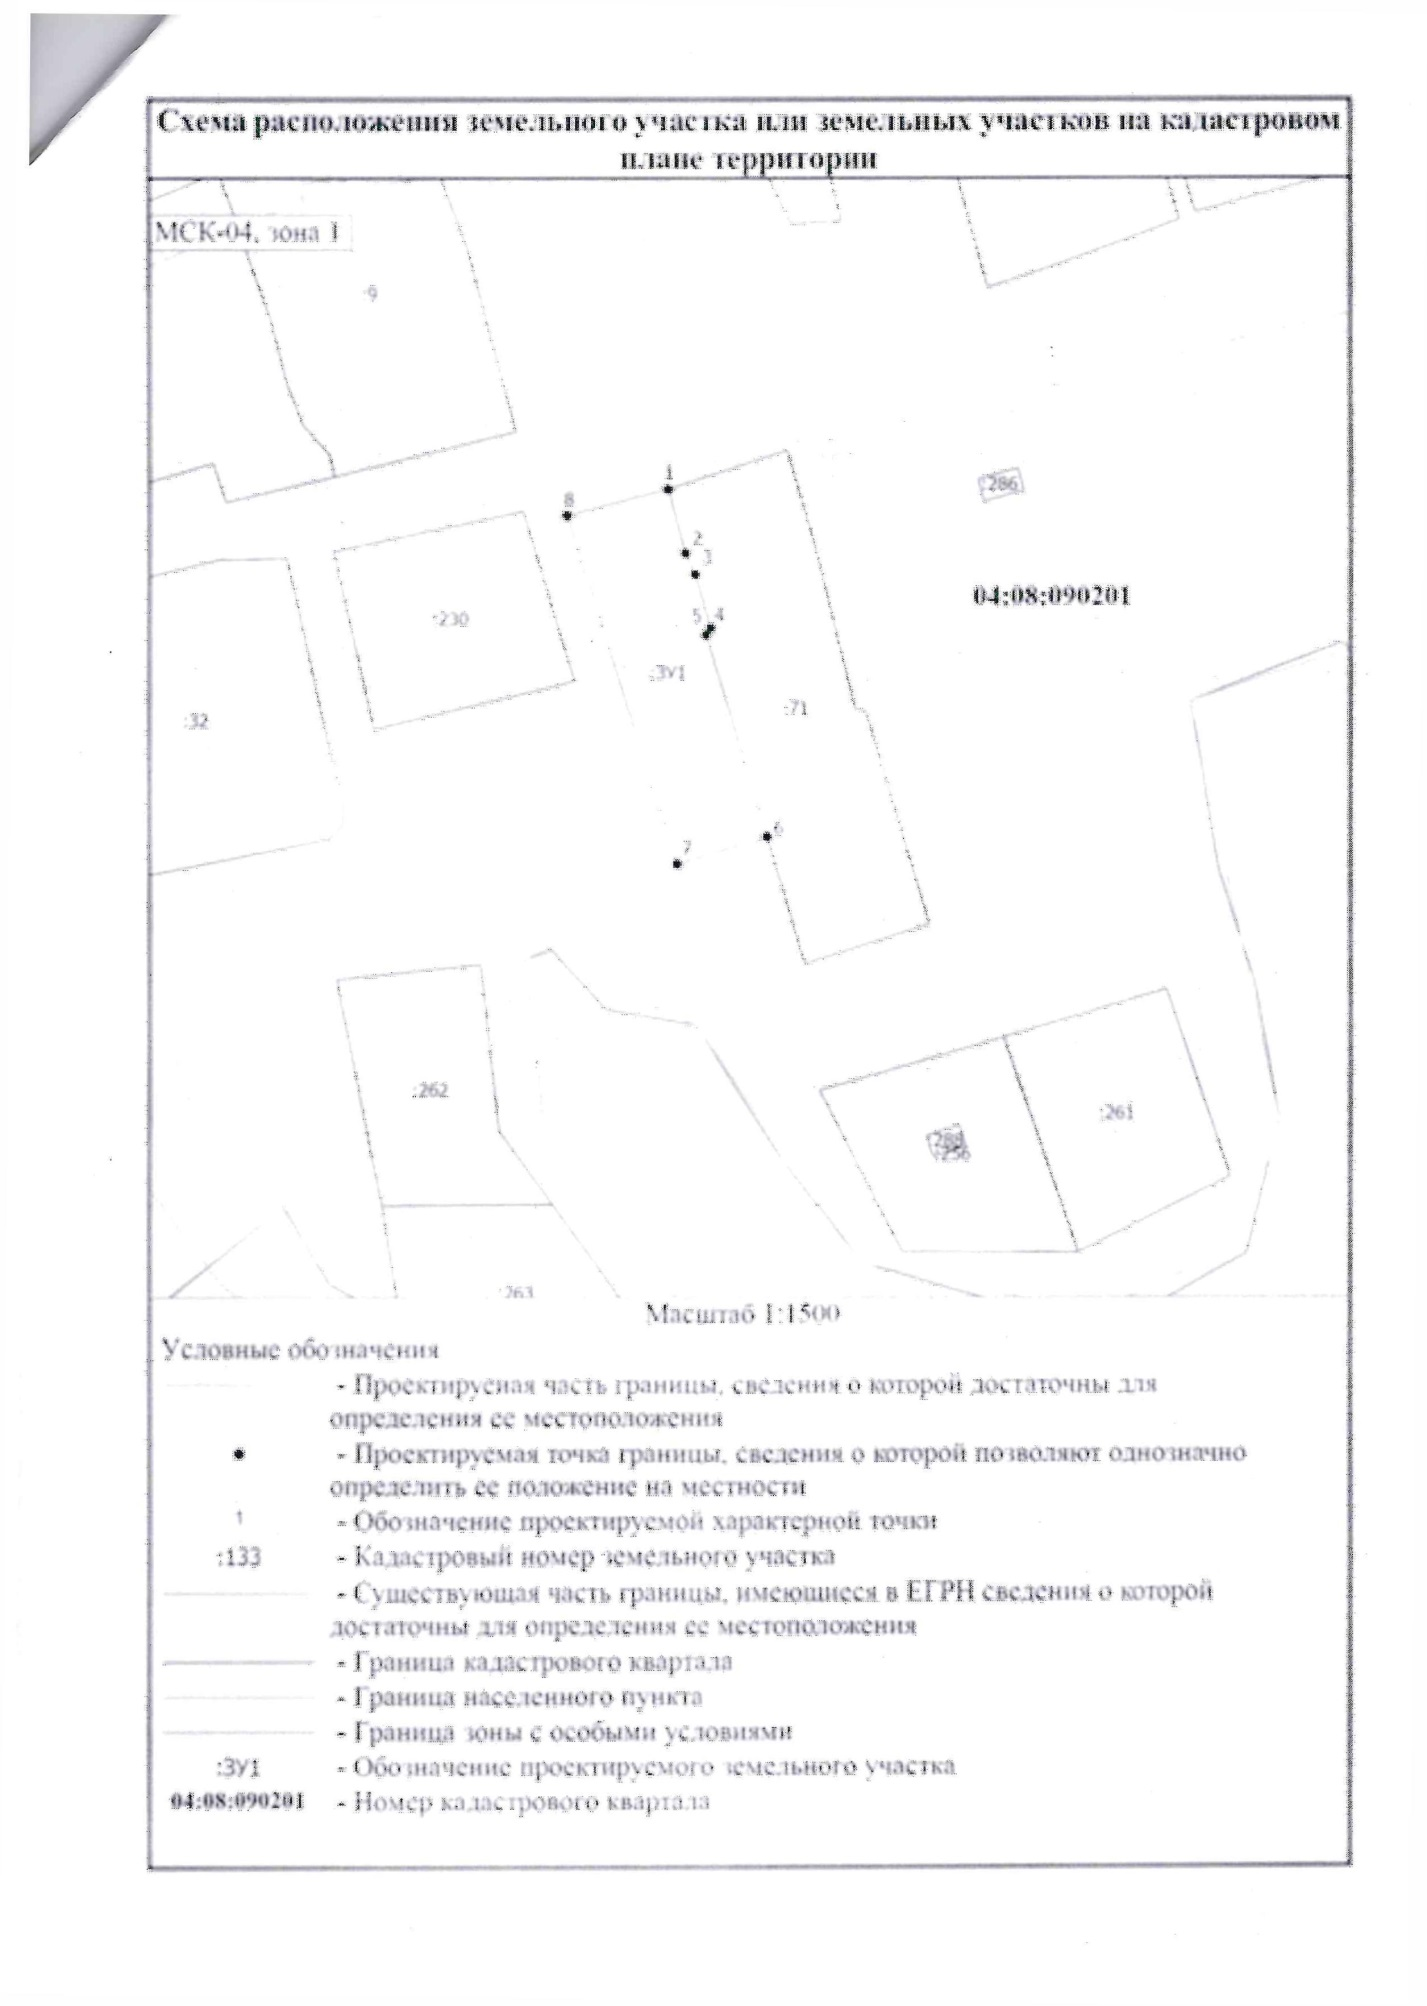 Схема расположения земельного участка или земельных участков на кадастровом
плане территории
МСК-04, зона 1
:9
1
8
:286
2
3
04:08:090201
:230
5 4
:ЗУ1
:32
:71
6
7
:262
:261
:288
:256
:263
Масштаб 1:1500
Условные обозначения
- Проектируемая часть границы, сведения о которой достаточны для
определения ее местоположения
- Проектируемая точка границы, сведения о которой позволяют однозначно
определить ее положение на местности
1 - Обозначение проектируемой характерной точки
:133 - Кадастровый номер земельного участка
- Существующая часть границы, имеющиеся в ЕГРН сведения о которой
достаточны для определения ее местоположения
- Граница кадастрового квартала
- Граница населенного пункта
- Граница зоны с особыми условиями
:ЗУ1 - Обозначение проектируемого земельного участка
04:08:090201 - Номер кадастрового квартала